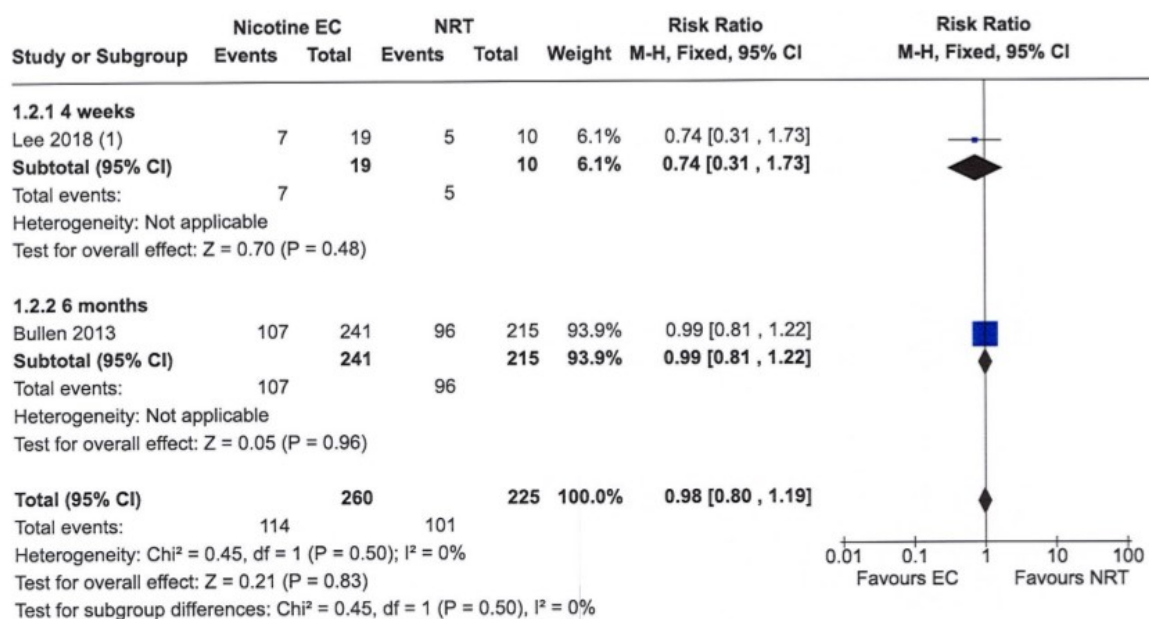 Nicotine EC NRT Risk Ratio Risk Ratio
Study or Subgroup Events Total Events Total Weight M-H, Fixed, 95% CI M-H, Fixed, 95% CI
1.2.1 4 weeks
Lee 2018 (1) 7 19 5 10 6.1% 0.74 [0.31 , 1.73]
Subtotal (95% CI) 19 10 6.1% 0.74 [0.31 , 1.73]
Total events: 7 5
Heterogeneity: Not applicable
Test for overall effect: Z = 0.70 (P = 0.48)
1.2.2 6 months
Bullen 2013 107 241 96 215 93.9% 0.99 [0.81 , 1.22]
Subtotal (95% CI) 241 215 93.9% 0.99 [0.81 , 1.22]
Total events: 107 96
Heterogeneity: Not applicable
Test for overall effect: Z = 0.05 (P = 0.96)
Total (95% CI) 260 225 100.0% 0.98 [0.80 , 1.19]
Total events: 114 101
Heterogeneity: Chi² = 0.45, df = 1 (P = 0.50); I² = 0%
Test for overall effect: Z = 0.21 (P = 0.83)
Test for subgroup differences: Chi² = 0.45, df = 1 (P = 0.50), I² = 0%
0.01 0.1 1 10 100
Favours EC Favours NRT